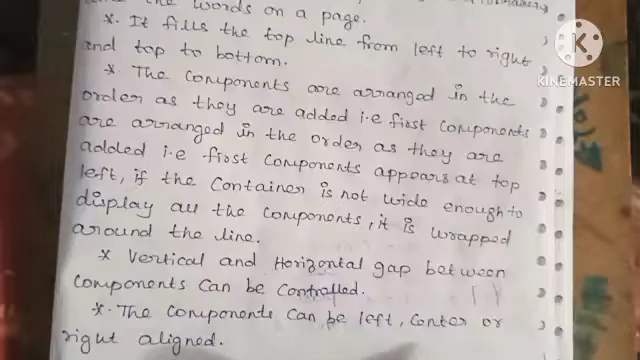 the words on a page.
*. It fills the top line from left to right
and top to bottom.
* The Components are arranged in the
order as they are added i.e first Components
are arranged in the order as they are
added i.e first Components appears at top
left, if the Container is not wide enough to
display all the Components, it is wrapped
around the line.
* Vertical and Horizontal gap between
Components can be Controlled.
*. The Components can be left, Center or
right aligned.
KINEMASTER